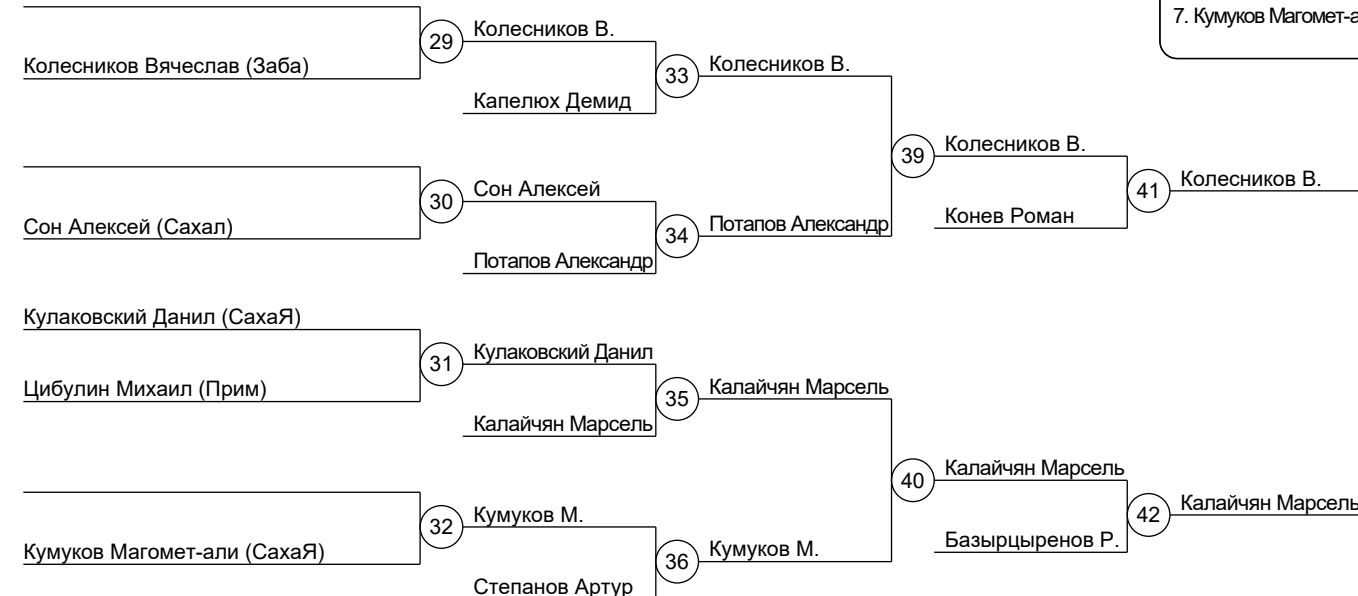 7. Кумуков Магомет-а
29
Колесников В.
Колесников Вячеслав (Заба)
33
Колесников В.
Капелюх Демид
39
Колесников В.
30
Сон Алексей
Сон Алексей (Сахал)
34
Потапов Александр
Потапов Александр
Конев Роман
41
Колесников В.
Кулаковский Данил (СахаЯ)
31
Кулаковский Данил
Цибулин Михаил (Прим)
35
Калайчян Марсель
Калайчян Марсель
40
Калайчян Марсель
32
Кумуков М.
Кумуков Магомет-али (СахаЯ)
36
Кумуков М.
Степанов Артур
Базырцыренов Р.
42
Калайчян Марсель